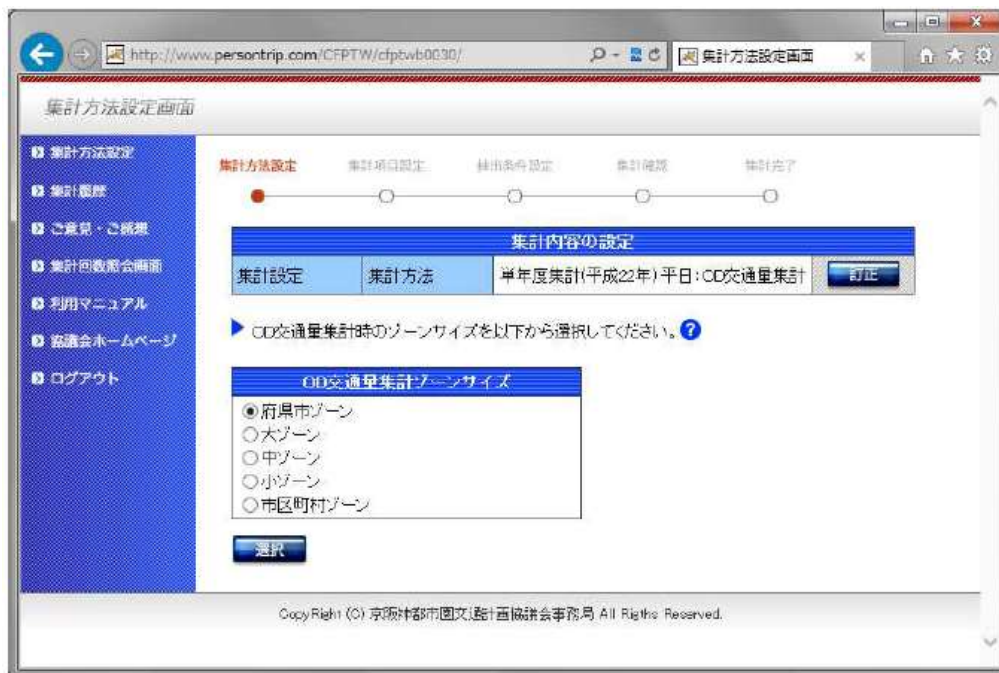 http://www.persontrip.com/CFPTW/cfptwb0030/
集計方法設定画面
集計方法設定画面
集計方法設定
集計履歴
ご意見・ご感想
集計回数照会画面
利用マニュアル
協議会ホームページ
ログアウト
集計方法設定 集計項目設定 抽出条件設定 集計確認 集計完了
集計内容の設定
集計設定 集計方法 単年度集計(平成22年)平日:OD交通量集計 訂正
OD交通量集計時のゾーンサイズを以下から選択してください。
OD交通量集計ゾーンサイズ
府県市ゾーン
大ゾーン
中ゾーン
小ゾーン
市区町村ゾーン
選択
CopyRight (C) 京阪神都市圏交通計画協議会事務局 All Rigths Reserved.